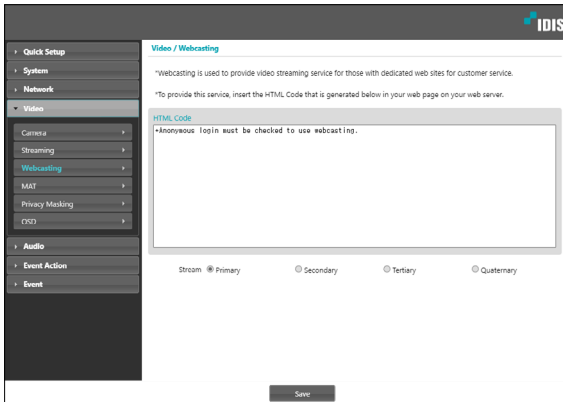 IDIS
Quick Setup
System
Network
Video
Camera
Streaming
Webcasting
MAT
Privacy Masking
OSD
Audio
Event Action
Event
Video / Webcasting
*Webcasting is used to provide video streaming service for those with dedicated web sites for customer service.
*To provide this service, insert the HTML Code that is generated below in your web page on your web server.
HTML Code
*Anonymous login must be checked to use webcasting.
Stream Primary Secondary Tertiary Quaternary
Save